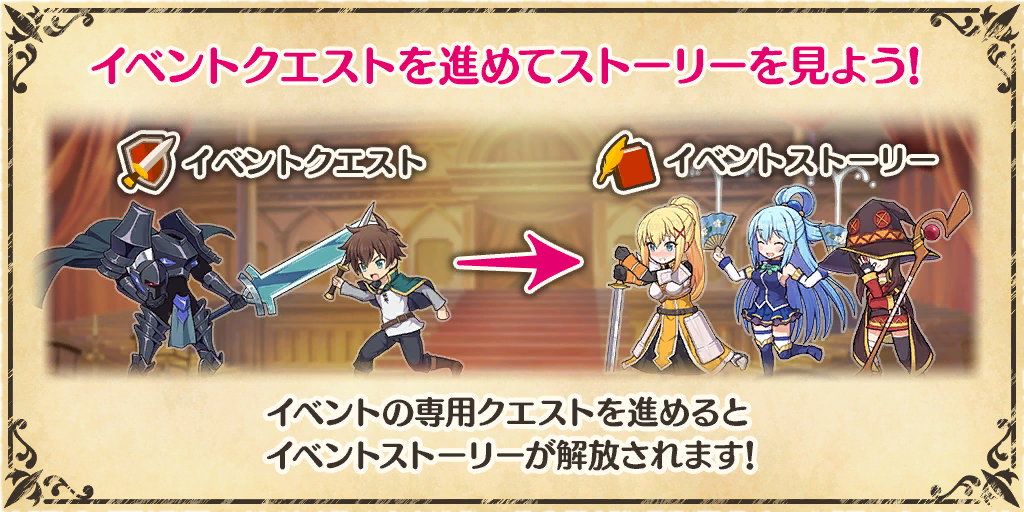 イベントクエストを進めてストーリーを見よう!
イベントクエスト
イベントストーリー
イベントの専用クエストを進めると
イベントストーリーが解放されます!